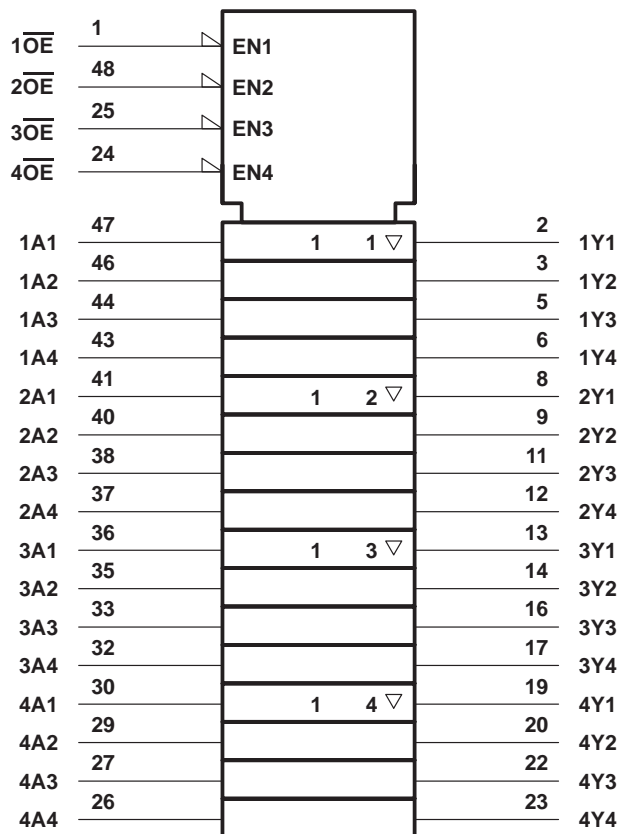 1O̅E̅ 1 EN1
2O̅E̅ 48 EN2
3O̅E̅ 25 EN3
4O̅E̅ 24 EN4
1A1 47 1 1 ▽ 2 1Y1
1A2 46 3 1Y2
1A3 44 5 1Y3
1A4 43 6 1Y4
2A1 41 1 2 ▽ 8 2Y1
2A2 40 9 2Y2
2A3 38 11 2Y3
2A4 37 12 2Y4
3A1 36 1 3 ▽ 13 3Y1
3A2 35 14 3Y2
3A3 33 16 3Y3
3A4 32 17 3Y4
4A1 30 1 4 ▽ 19 4Y1
4A2 29 20 4Y2
4A3 27 22 4Y3
4A4 26 23 4Y4